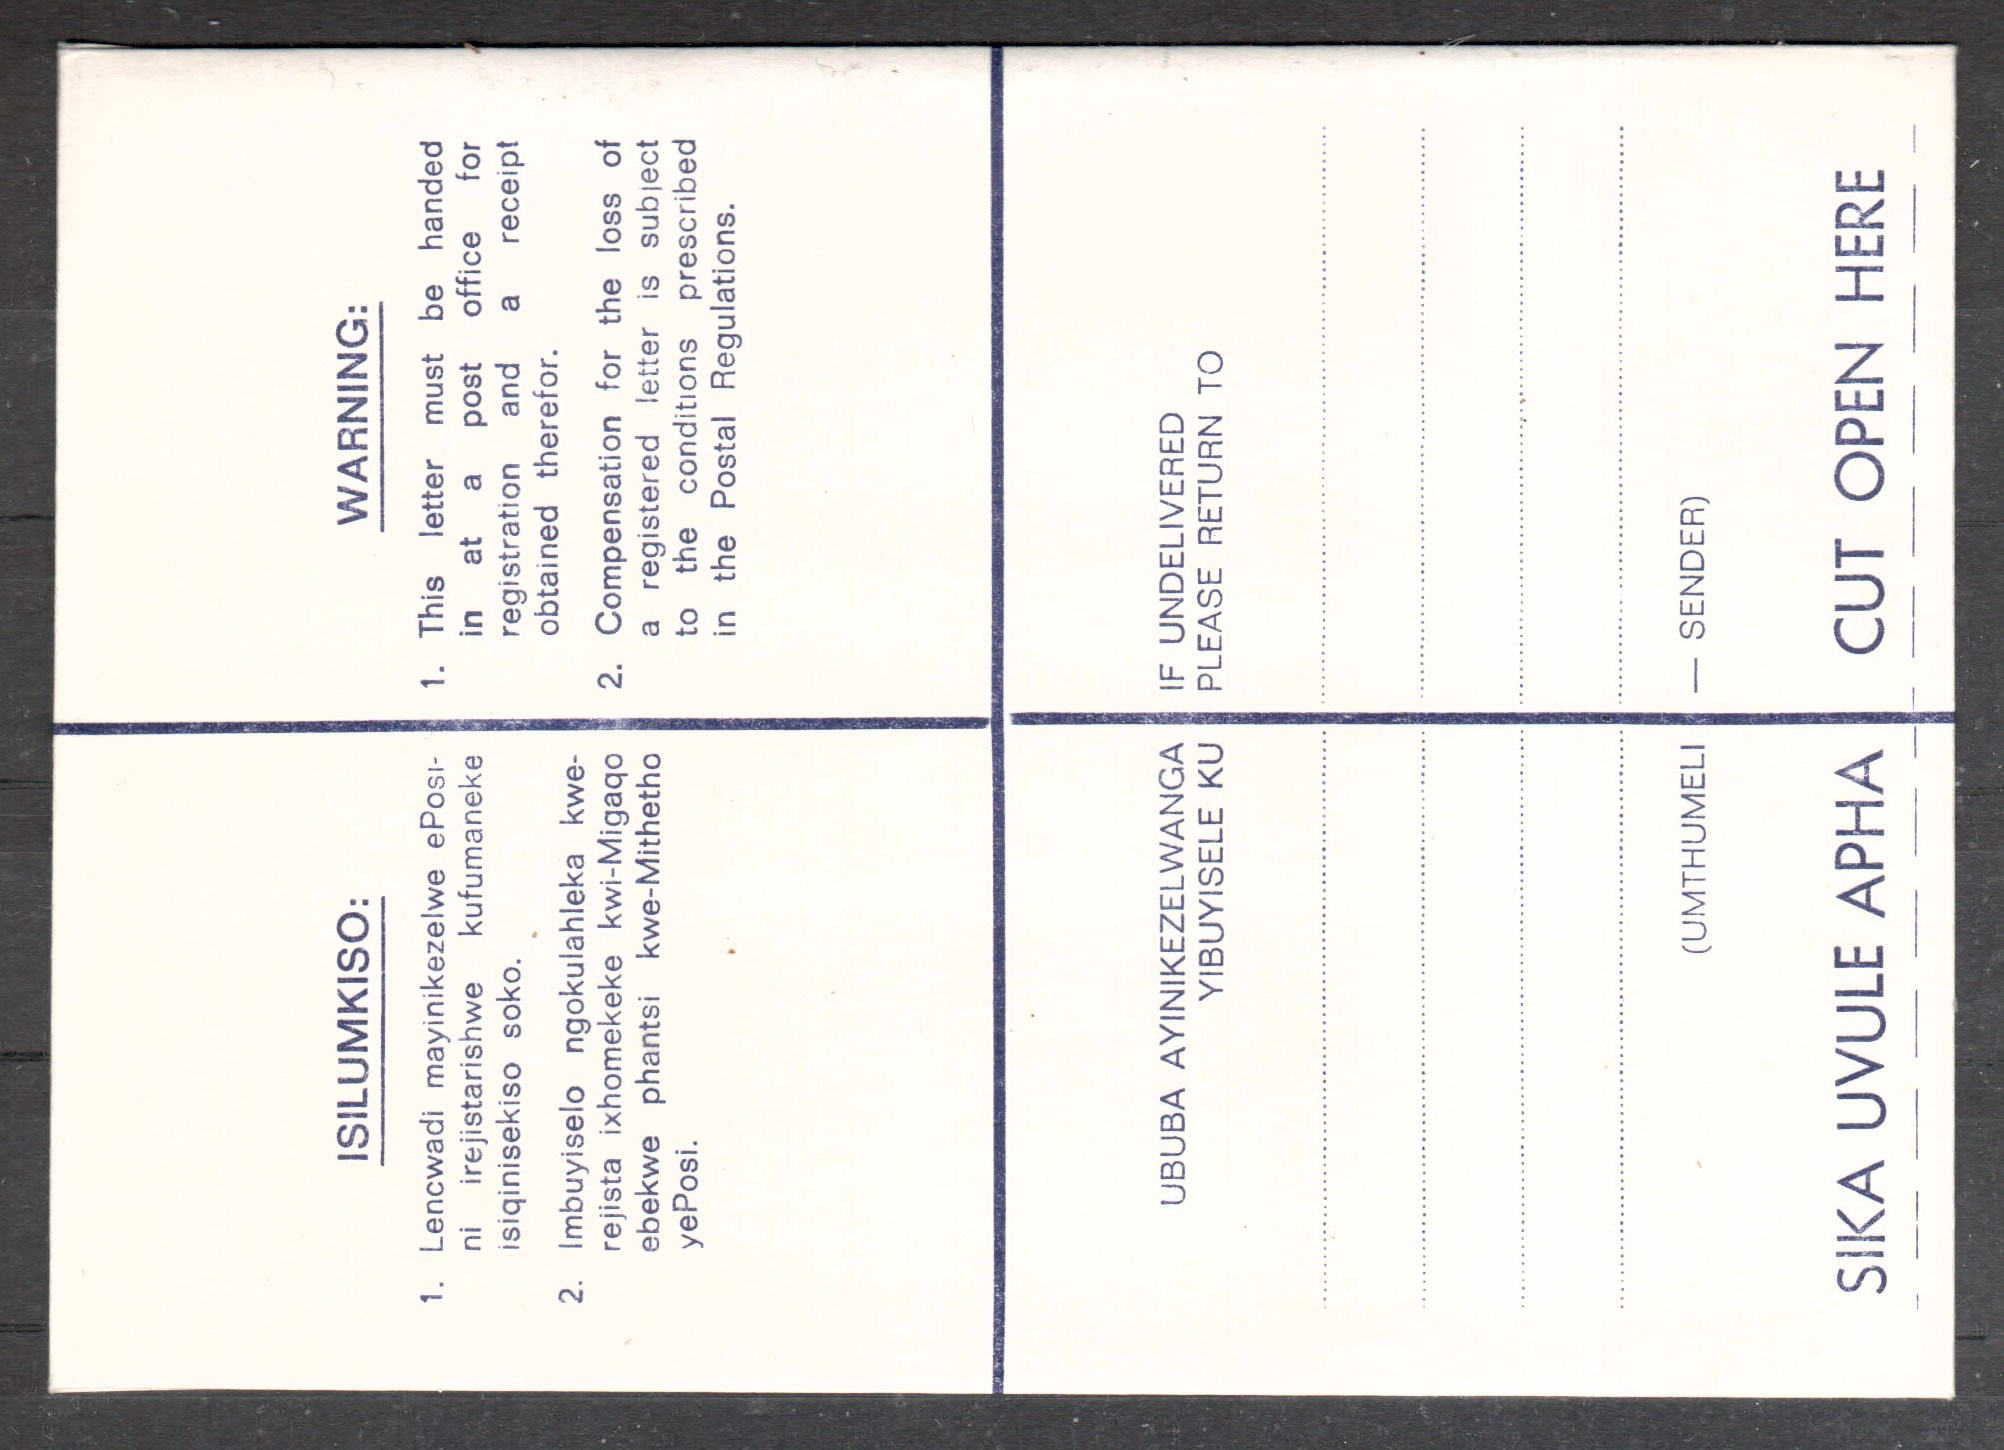 ISILUMKISO:
1. Lencwadi mayinikezelwe ePosi-
ni irejistarishwe kufumaneke
isiqinisekiso soko.
2. Imbuyiselo ngokulahleka kwe-
rejista ixhomekeke kwi-Migaqo
ebekwe phantsi kwe-Mithetho
yePosi.
WARNING:
1. This letter must be handed
in at a post office for
registration and a receipt
obtained therefor.
2. Compensation for the loss of
a registered letter is subject
to the conditions prescribed
in the Postal Regulations.
UBUBA AYINIKEZELWANGA
YIBUYISELE KU
IF UNDELIVERED
PLEASE RETURN TO
(UMTHUMELI — SENDER)
SIKA UVULE APHA CUT OPEN HERE